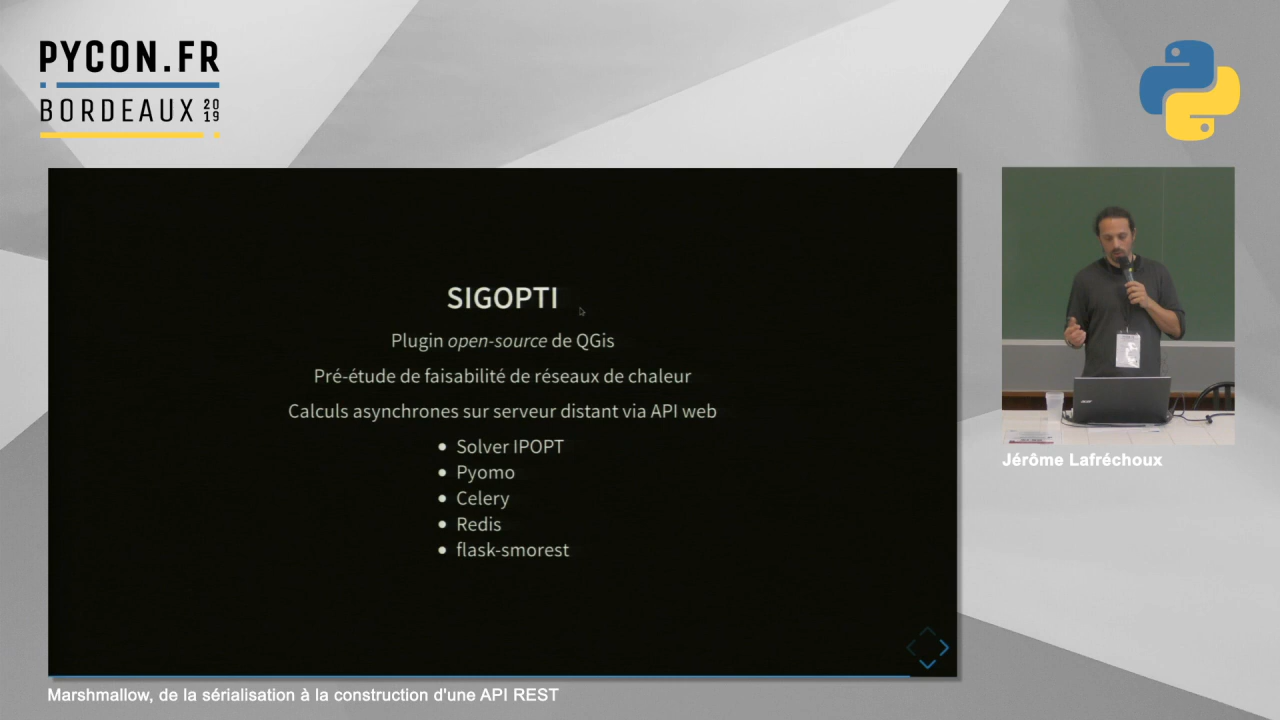 PYCON.FR
BORDEAUX 2019
SIGOPTI
Plugin open-source de QGis
Pré-étude de faisabilité de réseaux de chaleur
Calculs asynchrones sur serveur distant via API web
• Solver IPOPT
• Pyomo
• Celery
• Redis
• flask-smorest
Jérôme Lafréchoux
Marshmallow, de la sérialisation à la construction d'une API REST